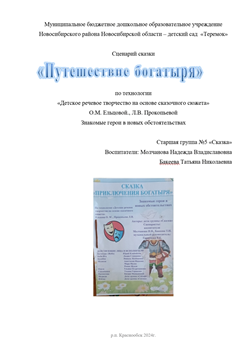 Муниципальное бюджетное дошкольное образовательное учреждение
Новосибирского района Новосибирской области – детский сад «Теремок»
Сценарий сказки
«Путешествие богатыря»
по технологии
«Детское речевое творчество на основе сказочного сюжета»
О.М. Ельцовой., Л.В. Прокопьевой
Знакомые герои в новых обстоятельствах
Старшая группа №5 «Сказка»
Воспитатели: Молчанова Надежда Владиславовна
Бакеева Татьяна Николаевна
СКАЗКА
«ПРИКЛЮЧЕНИЯ БОГАТЫРЯ»
р.п. Краснообск 2024г.